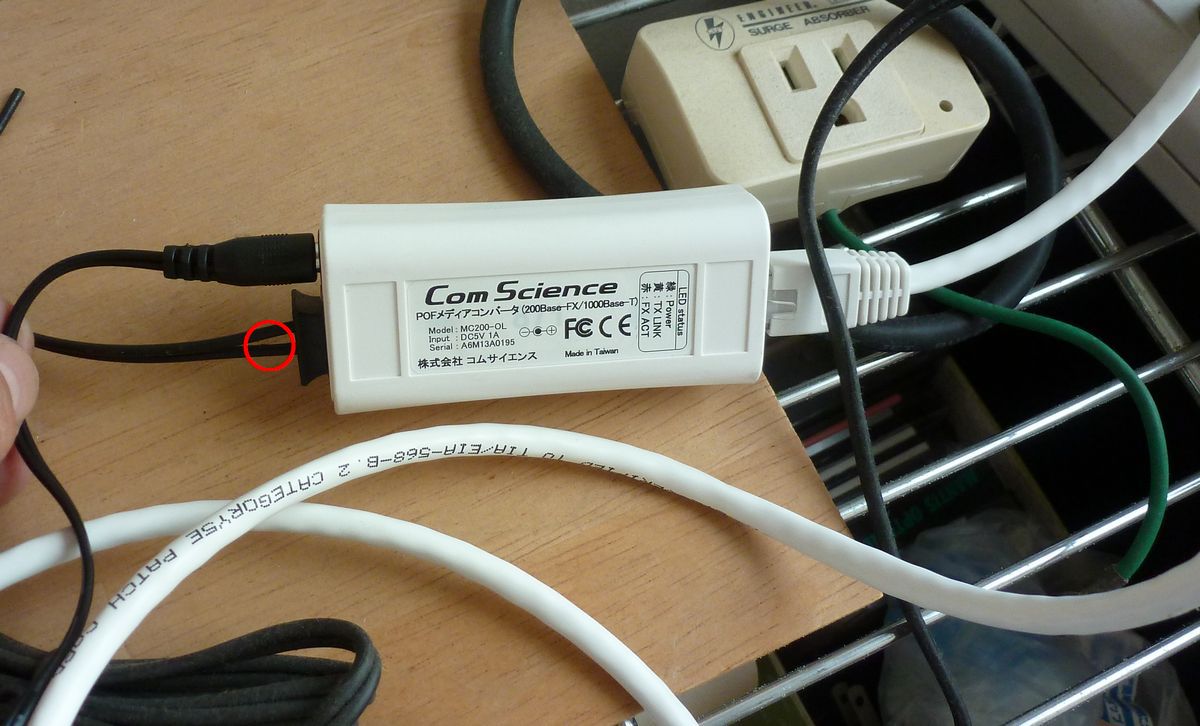 ENGINEER
SURGE ABSORBER
Com Science
POFメディアコンバータ (200Base-FX/1000Base-T)
Model : MC200-OL
Input : DC5V 1A
Serial : A6M13A0195
FC CE
Made in Taiwan
株式会社 コムサイエンス
LED status
緑 : Power
黄 : TX LINK
赤 : FX ACT
TIA/EIA-568-B.2 CATEGORY5E PATCH